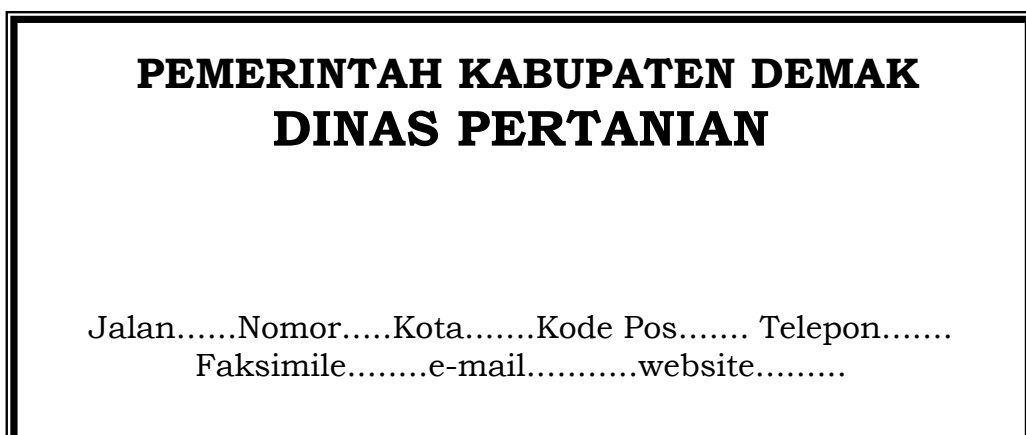 PEMERINTAH KABUPATEN DEMAK
DINAS PERTANIAN
Jalan......Nomor.....Kota.......Kode Pos....... Telepon.......
Faksimile........e-mail...........website.........